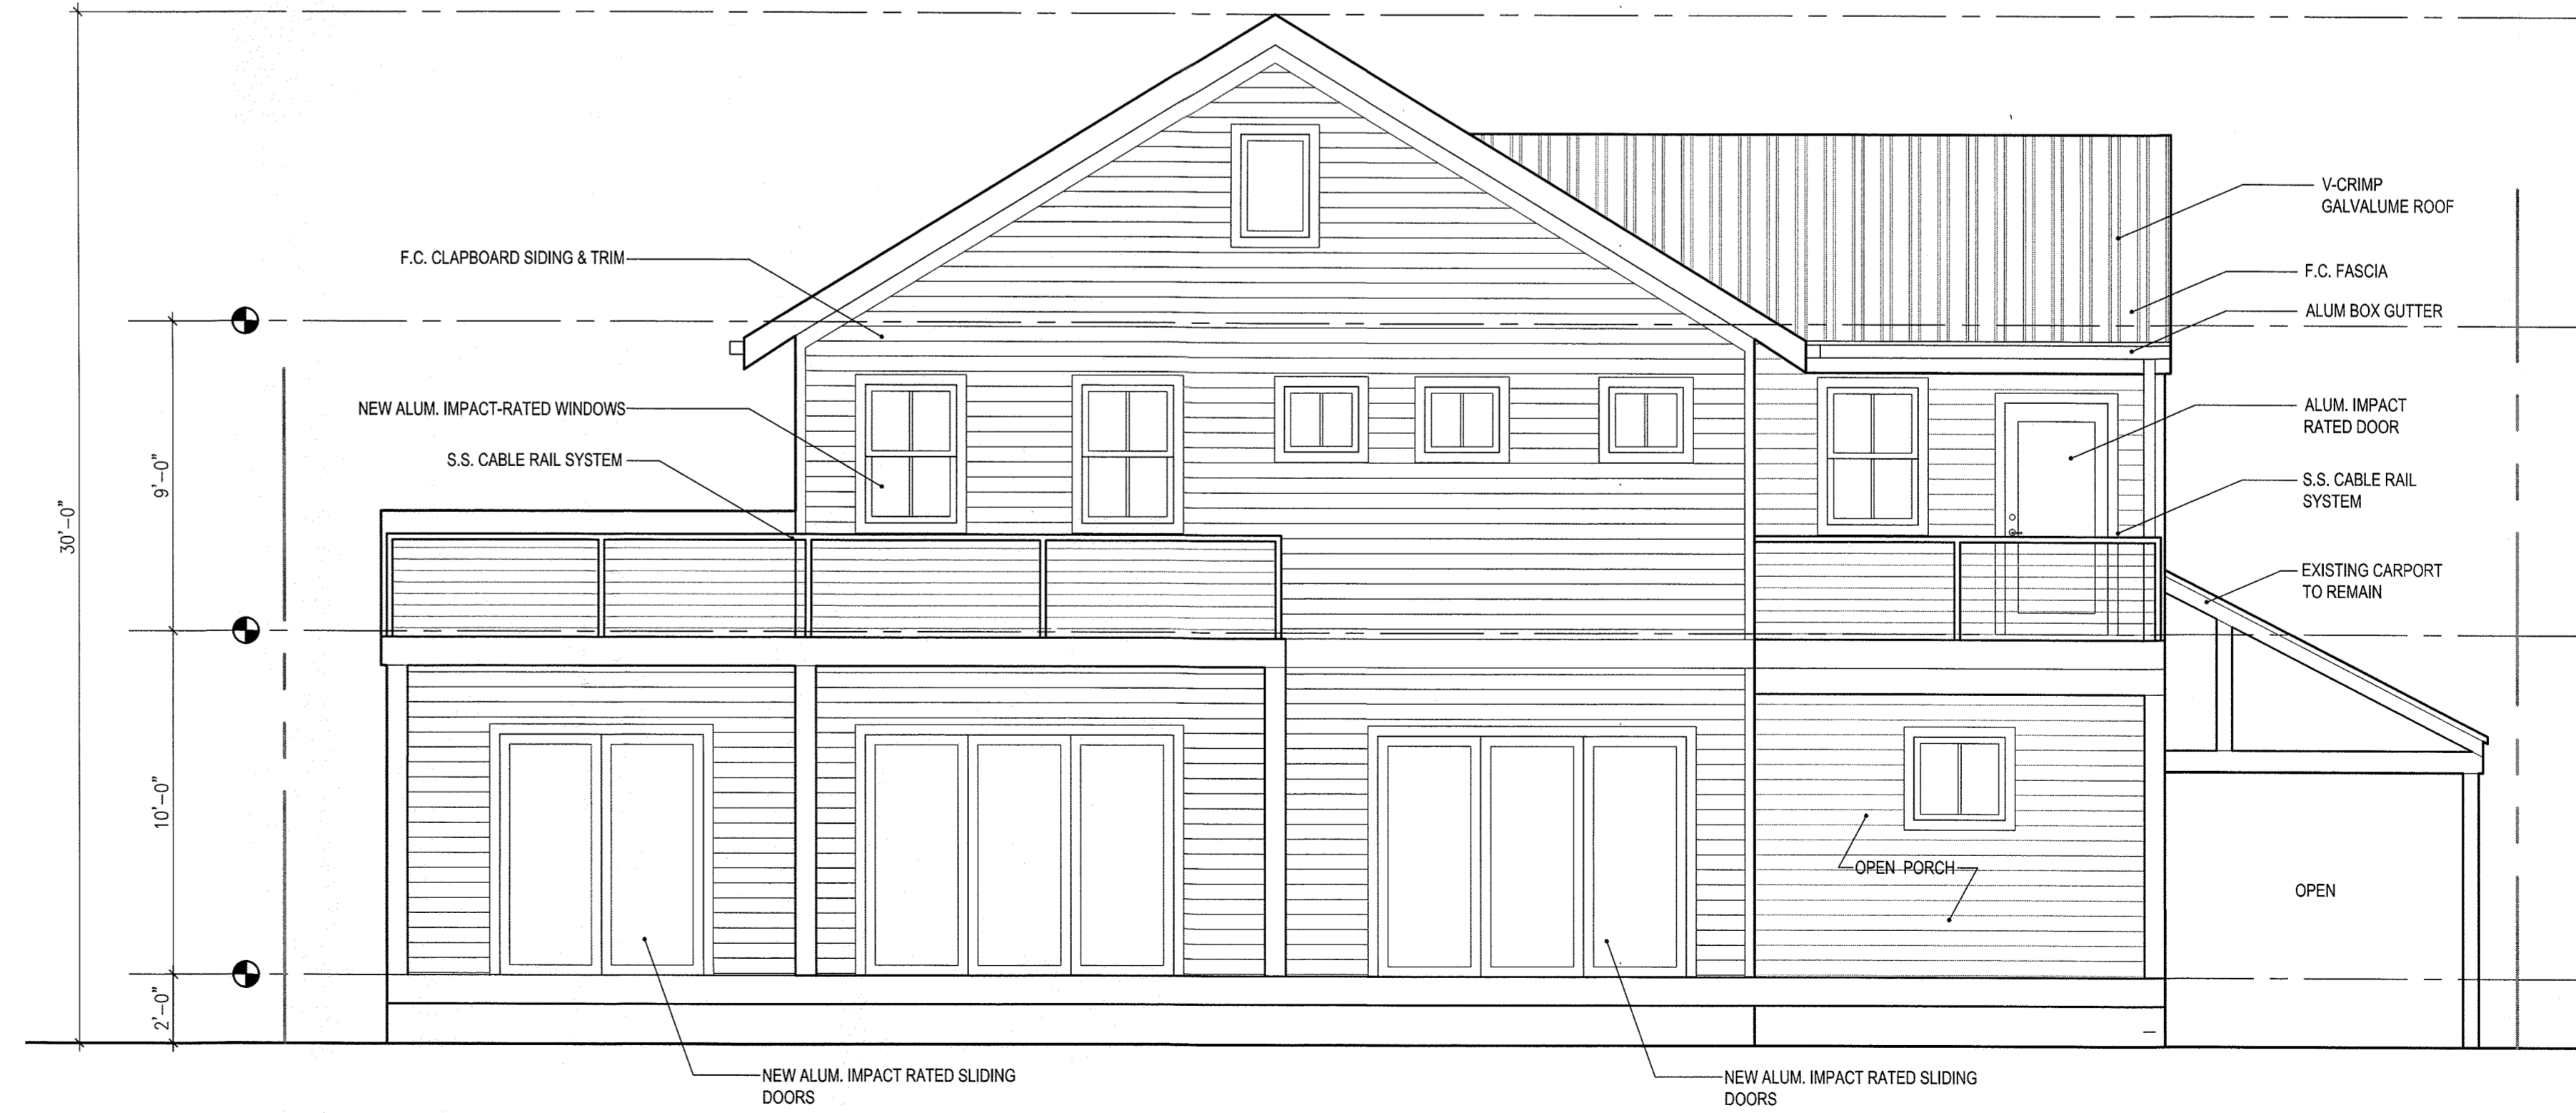 V-CRIMP
GALVALUME ROOF
F.C. CLAPBOARD SIDING & TRIM
F.C. FASCIA
ALUM BOX GUTTER
NEW ALUM. IMPACT-RATED WINDOWS
ALUM. IMPACT
RATED DOOR
S.S. CABLE RAIL SYSTEM
S.S. CABLE RAIL
SYSTEM
9'-0"
30'-0"
EXISTING CARPORT
TO REMAIN
10'-0"
OPEN PORCH
OPEN
2'-0"
NEW ALUM. IMPACT RATED SLIDING
DOORS
NEW ALUM. IMPACT RATED SLIDING
DOORS